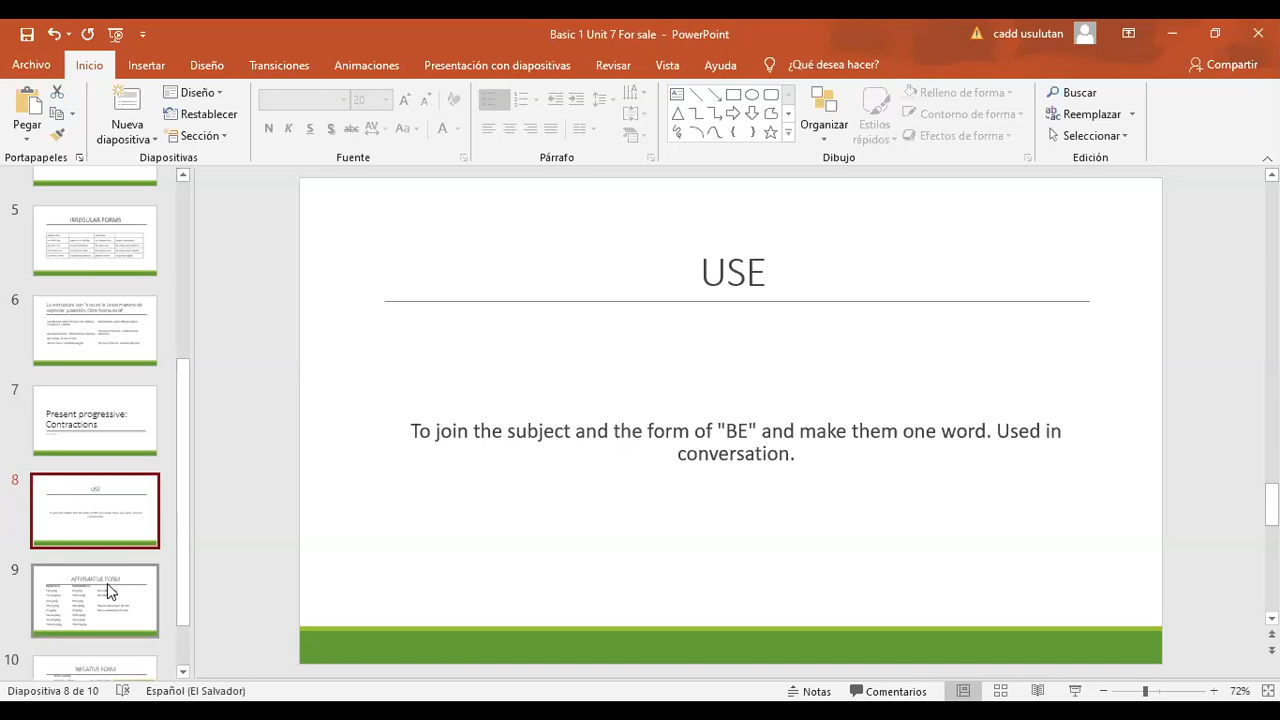 Basic 1 Unit 7 For sale - PowerPoint
cadd usulutan
Archivo Inicio Insertar Diseño Transiciones Animaciones Presentación con diapositivas Revisar Vista Ayuda ¿Qué desea hacer? Compartir
Pegar
Portapapeles
Nueva diapositiva
Diseño
Restablecer
Sección
Diapositivas
20
N K S S abc AV Aa A
Fuente
Párrafo
Organizar
Estilos rápidos
Relleno de forma
Contorno de forma
Efectos de forma
Dibujo
Buscar
Reemplazar
Seleccionar
Edición
5
IRREGULAR FORMS
6
7
Present progressive:
Contractions
8
USE
9
AFFIRMATIVE FORM
10
NEGATIVE FORM
USE
To join the subject and the form of "BE" and make them one word. Used in
conversation.
Diapositiva 8 de 10 Español (El Salvador) Notas Comentarios 72%